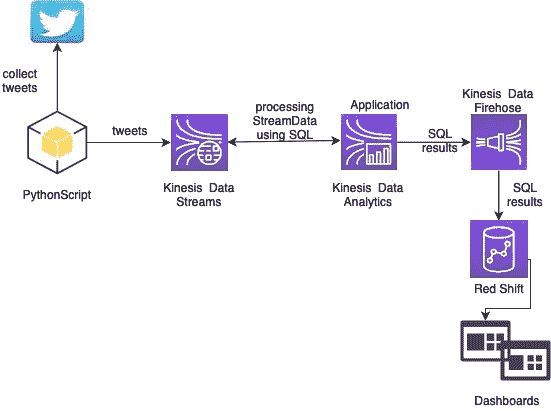 collect
tweets
PythonScript
tweets
Kinesis Data
Streams
processing
StreamData
using SQL
Application
Kinesis Data
Analytics
SQL
results
Kinesis Data
Firehose
SQL
results
Red Shift
Dashboards